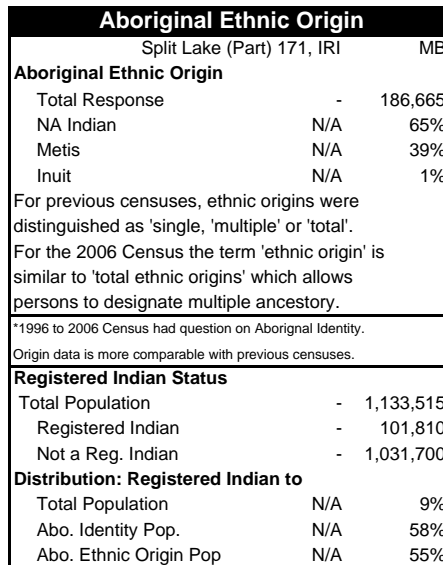 Aboriginal Ethnic Origin
Split Lake (Part) 171, IRI MB
Aboriginal Ethnic Origin
Total Response - 186,665
NA Indian N/A 65%
Metis N/A 39%
Inuit N/A 1%
For previous censuses, ethnic origins were
distinguished as 'single, 'multiple' or 'total'.
For the 2006 Census the term 'ethnic origin' is
similar to 'total ethnic origins' which allows
persons to designate multiple ancestory.
*1996 to 2006 Census had question on Aborignal Identity.
Origin data is more comparable with previous censuses.
Registered Indian Status
Total Population - 1,133,515
Registered Indian - 101,810
Not a Reg. Indian - 1,031,700
Distribution: Registered Indian to
Total Population N/A 9%
Abo. Identity Pop. N/A 58%
Abo. Ethnic Origin Pop N/A 55%